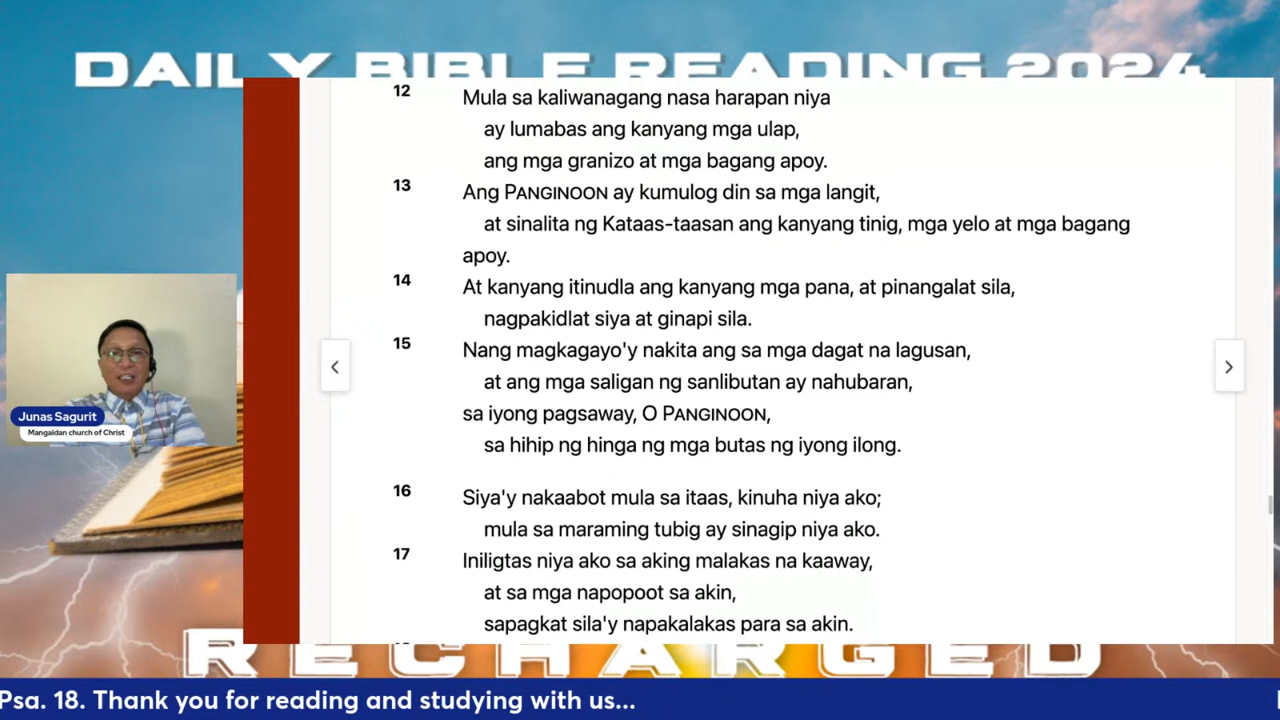 DAILY BIBLE READING 2024
12 Mula sa kaliwanagang nasa harapan niya
ay lumabas ang kanyang mga ulap,
ang mga granizo at mga bagang apoy.
13 Ang PANGINOON ay kumulog din sa mga langit,
at sinalita ng Kataas-taasan ang kanyang tinig, mga yelo at mga bagang
apoy.
14 At kanyang itinudla ang kanyang mga pana, at pinangalat sila,
nagpakidlat siya at ginapi sila.
15 Nang magkagayo'y nakita ang sa mga dagat na lagusan,
at ang mga saligan ng sanlibutan ay nahubaran,
sa iyong pagsaway, O PANGINOON,
sa hihip ng hinga ng mga butas ng iyong ilong.
16 Siya'y nakaabot mula sa itaas, kinuha niya ako;
mula sa maraming tubig ay sinagip niya ako.
17 Iniligtas niya ako sa aking malakas na kaaway,
at sa mga napopoot sa akin,
sapagkat sila'y napakalakas para sa akin.
Junas Sagurit
Mangaldan church of Christ
RECHARGED
Psa. 18. Thank you for reading and studying with us...